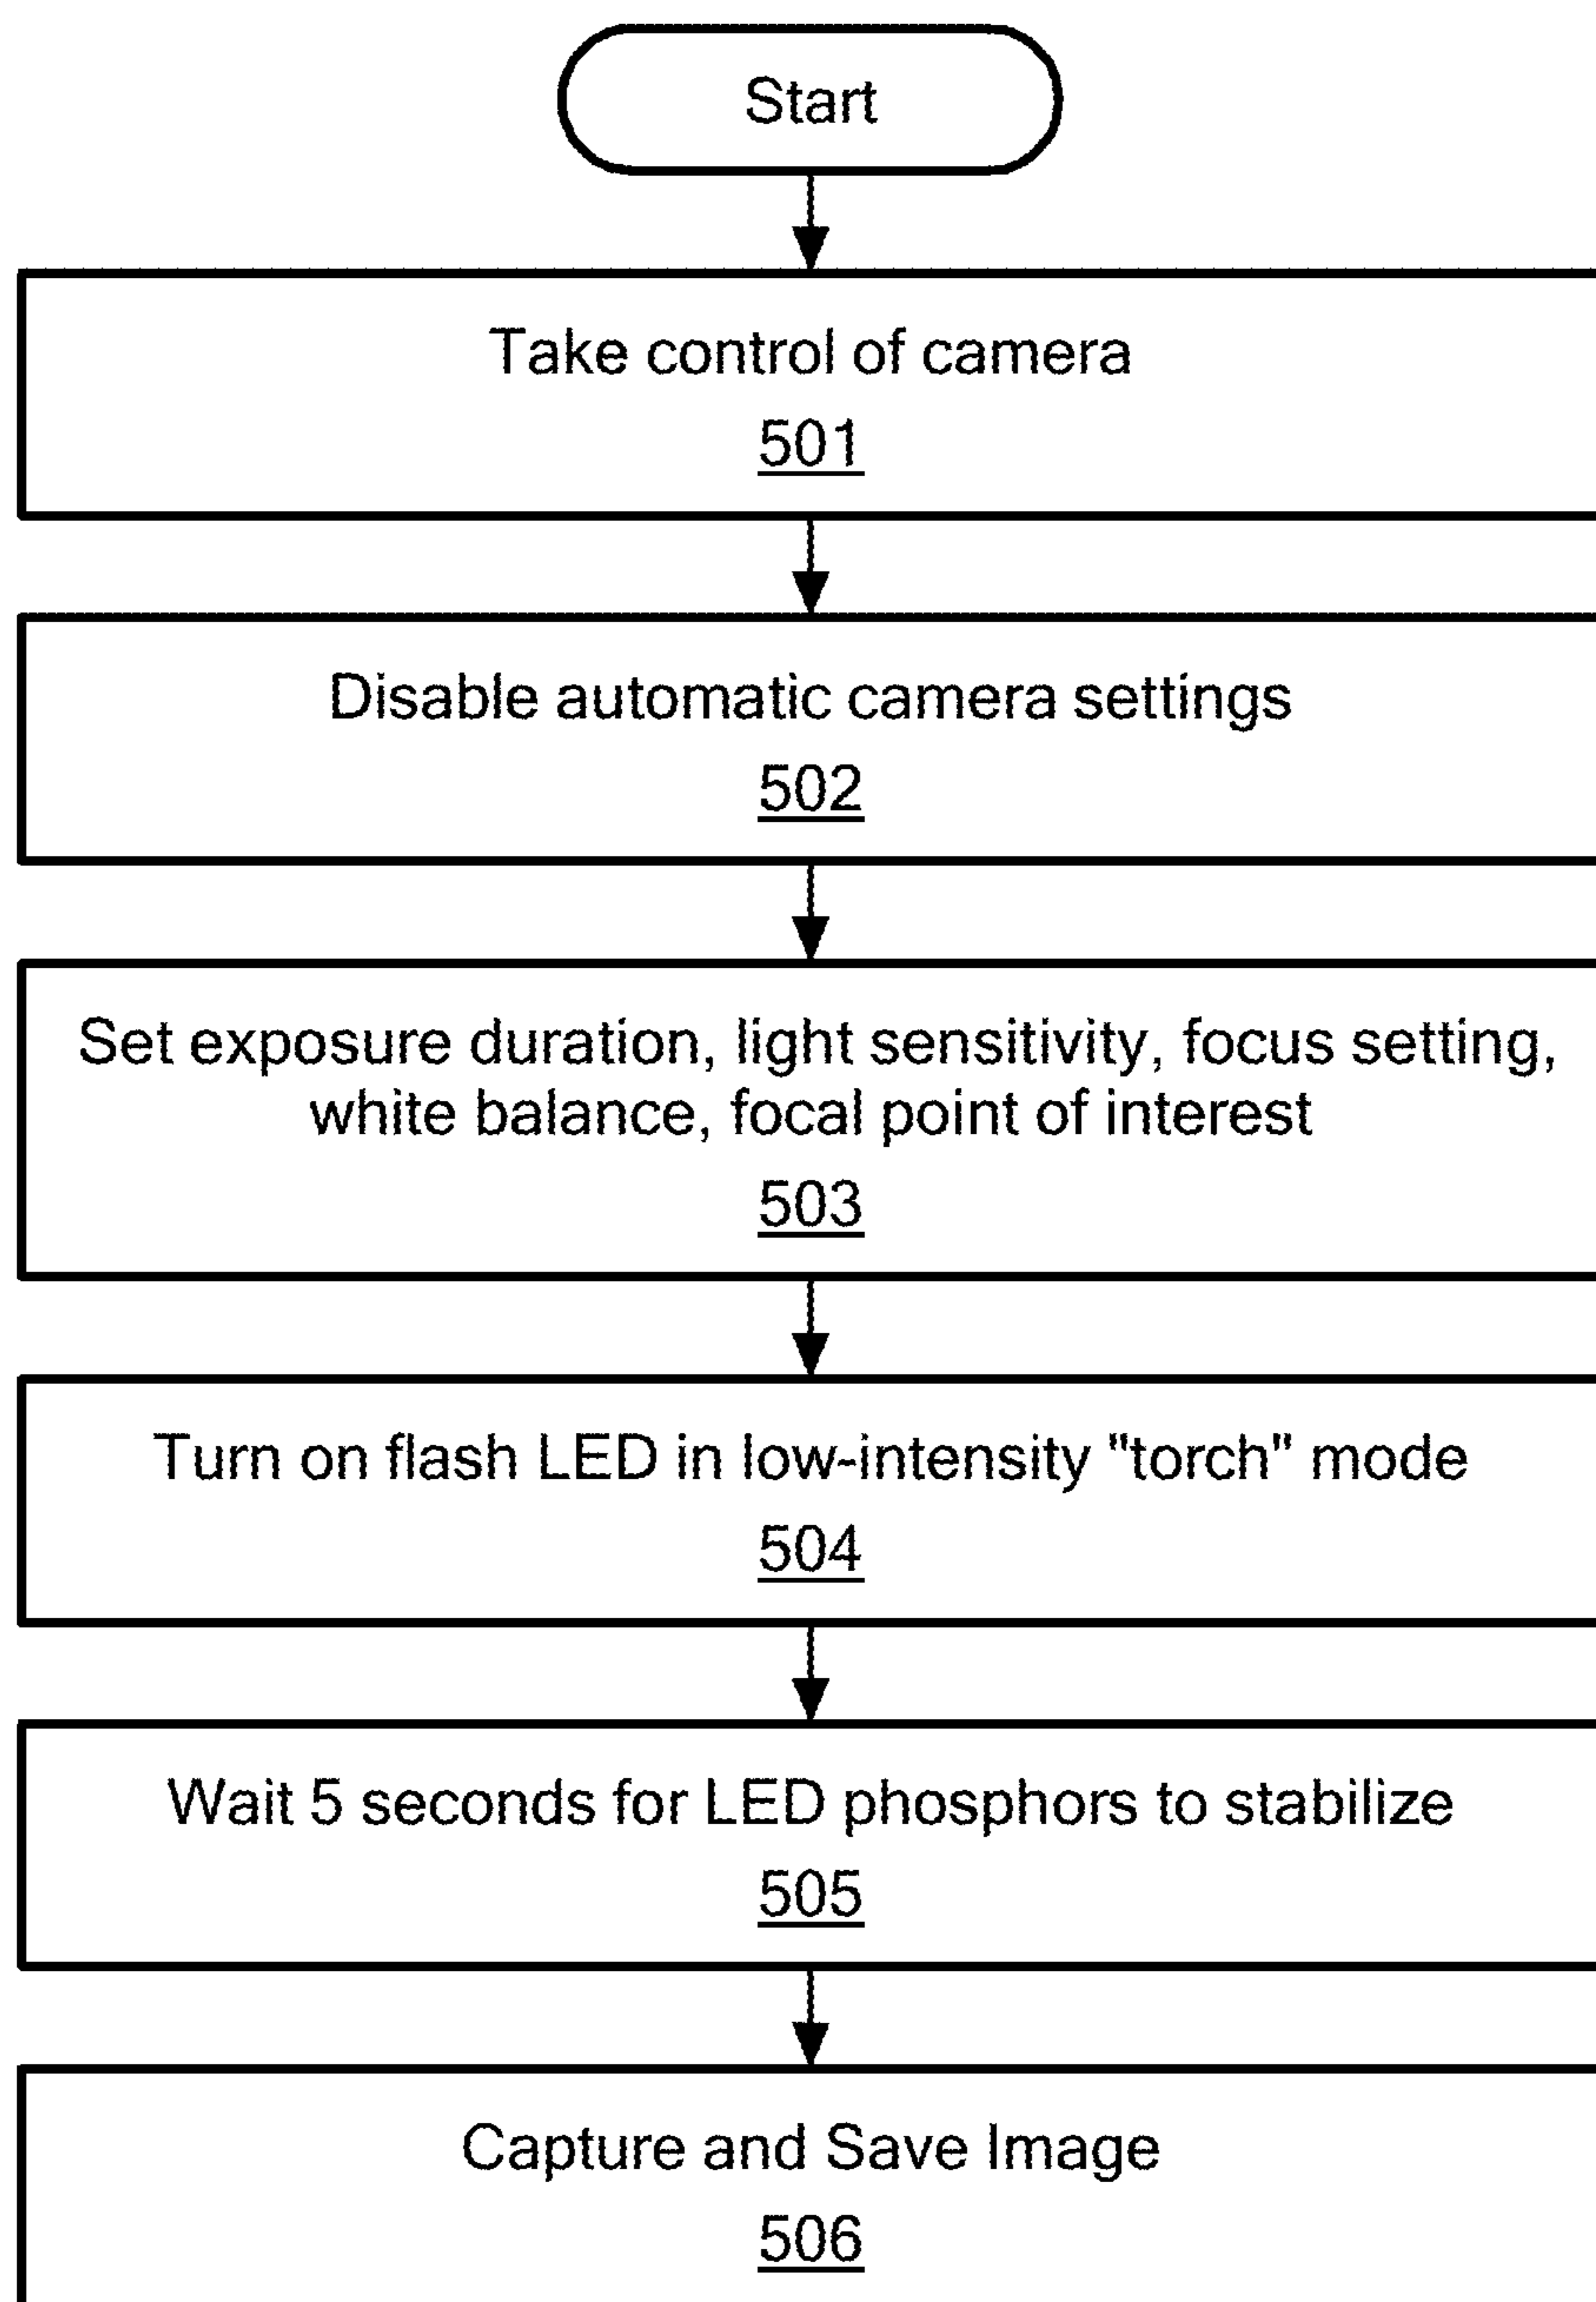 Start
Take control of camera
501
Disable automatic camera settings
502
Set exposure duration, light sensitivity, focus setting,
white balance, focal point of interest
503
Turn on flash LED in low-intensity "torch" mode
504
Wait 5 seconds for LED phosphors to stabilize
505
Capture and Save Image
506